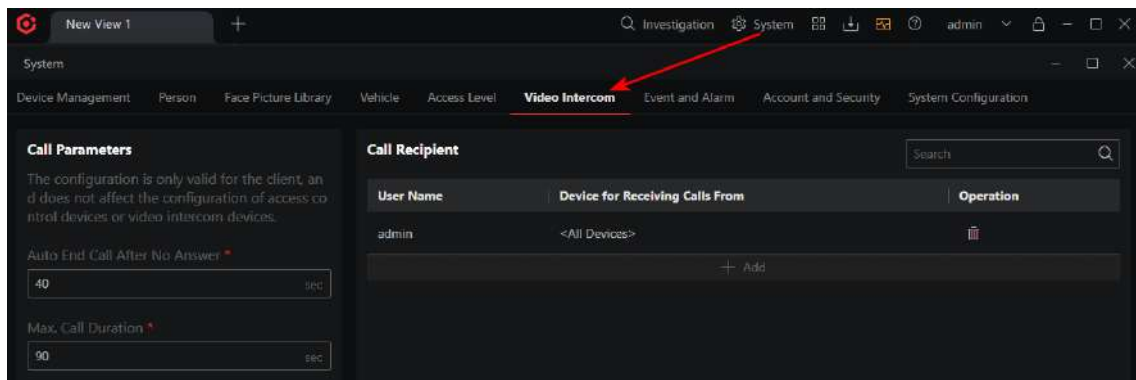 New View 1
Investigation System admin
System
Device Management Person Face Picture Library Vehicle Access Level Video Intercom Event and Alarm Account and Security System Configuration
Call Parameters
The configuration is only valid for the client, an
d does not affect the configuration of access co
ntrol devices or video intercom devices.
Auto End Call After No Answer *
40 sec
Max. Call Duration *
90 sec
Call Recipient
Search
User Name Device for Receiving Calls From Operation
admin <All Devices>
+ Add